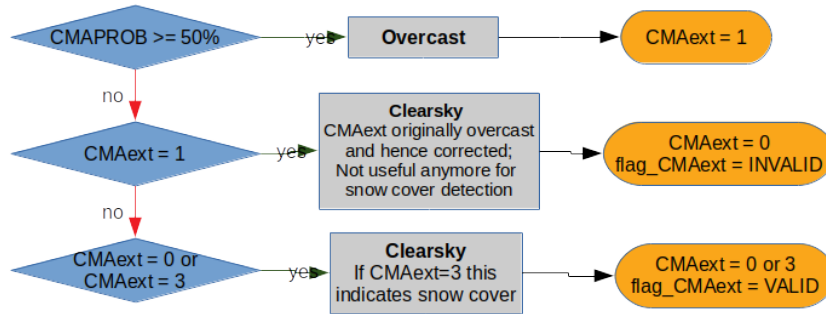 CMAPROB >= 50%
yes
Overcast
CMAext = 1
no
CMAext = 1
yes
Clearsky
CMAext originally overcast
and hence corrected;
Not useful anymore for
snow cover detection
CMAext = 0
flag_CMAext = INVALID
no
CMAext = 0 or
CMAext = 3
yes
Clearsky
If CMAext=3 this
indicates snow cover
CMAext = 0 or 3
flag_CMAext = VALID